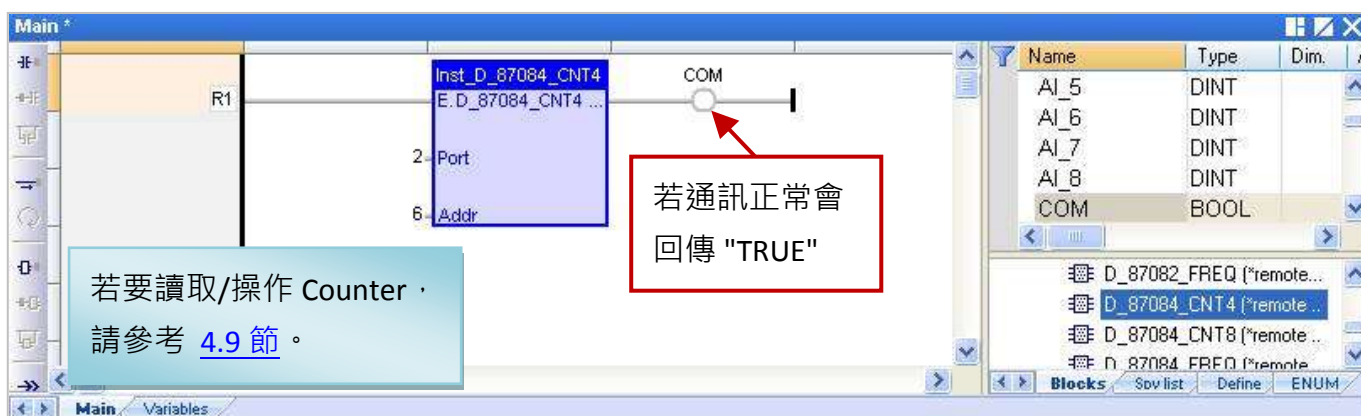 Main *
Name Type Dim.
Inst_D_87084_CNT4 COM
R1 E.D_87084_CNT4 ...
AI_5 DINT
AI_6 DINT
AI_7 DINT
AI_8 DINT
COM BOOL
2 Port
6 Addr
若通訊正常會
回傳 "TRUE"
若要讀取/操作 Counter，
請參考 4.9 節。
D_87082_FREQ (*remote...
D_87084_CNT4 (*remote ..
D_87084_CNT8 (*remote ..
D_87084_FREQ (*remote
Blocks Spy list Define ENUM
Main Variables